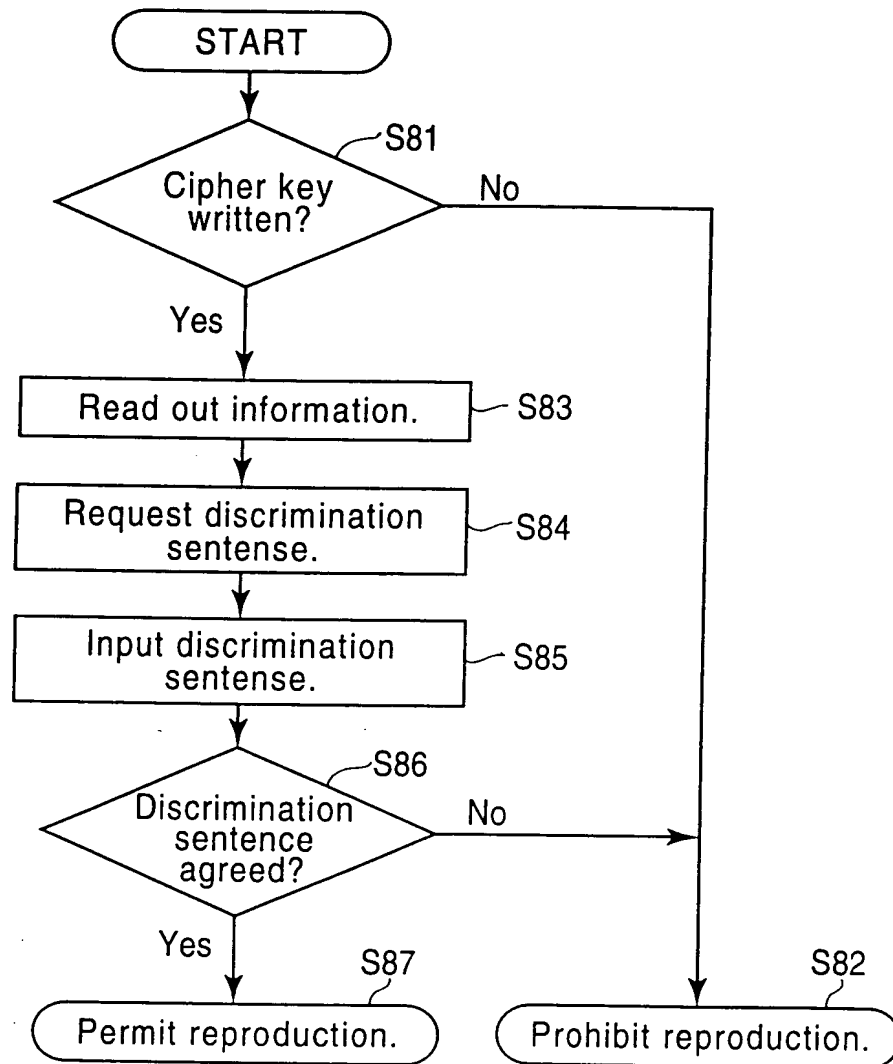 START
S81
Cipher key
written?
No
Yes
Read out information.
S83
Request discrimination
sentense.
S84
Input discrimination
sentense.
S85
S86
Discrimination
sentence
agreed?
No
Yes
S87
Permit reproduction.
S82
Prohibit reproduction.